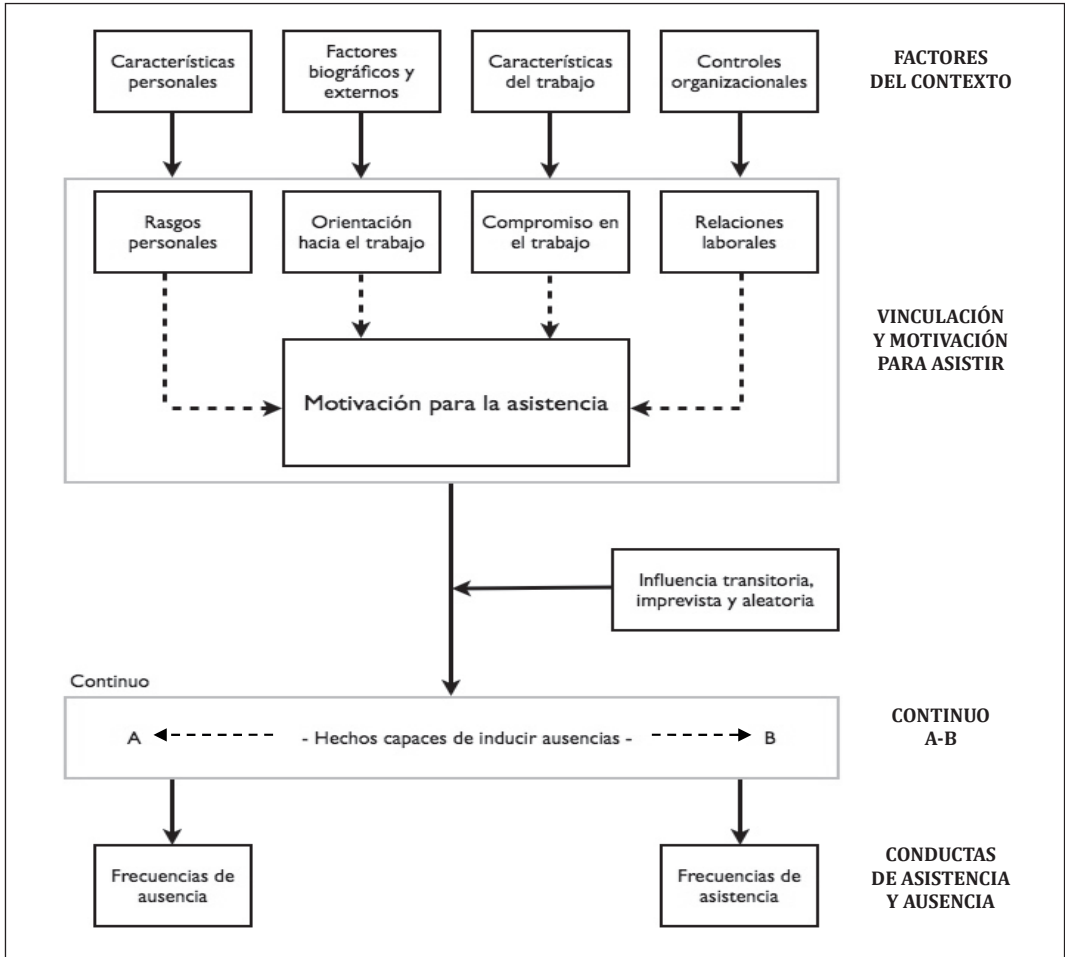 Características
personales
Factores
biográficos y
externos
Características
del trabajo
Controles
organizacionales
FACTORES
DEL CONTEXTO
Rasgos
personales
Orientación
hacia el trabajo
Compromiso en
el trabajo
Relaciones
laborales
VINCULACIÓN
Y MOTIVACIÓN
PARA ASISTIR
Motivación para la asistencia
Influencia transitoria,
imprevista y aleatoria
Continuo
A
- Hechos capaces de inducir ausencias -
B
CONTINUO
A-B
Frecuencias de
ausencia
Frecuencias de
asistencia
CONDUCTAS
DE ASISTENCIA
Y AUSENCIA